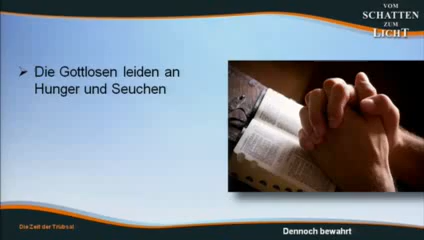 VOM
SCHATTEN
ZUM
LICHT
Die Gottlosen leiden an
Hunger und Seuchen
Die Zeit der Trübsal
Dennoch bewahrt